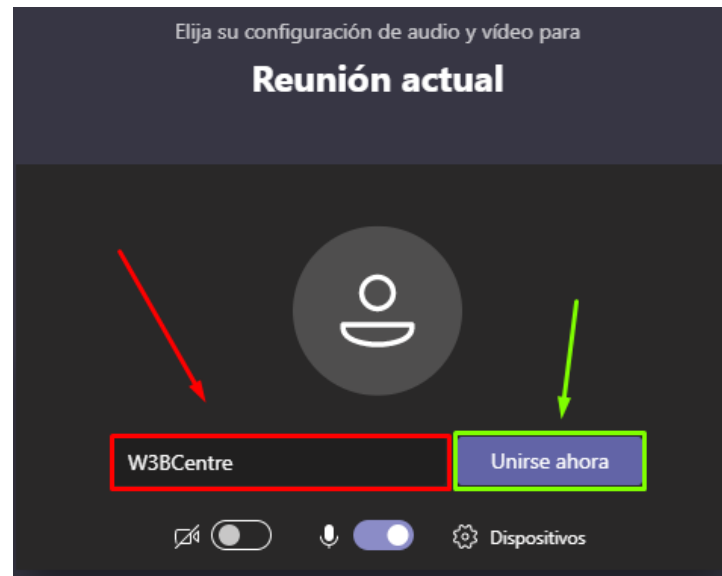 Elija su configuración de audio y vídeo para
Reunión actual
W3BCentre
Unirse ahora
Dispositivos